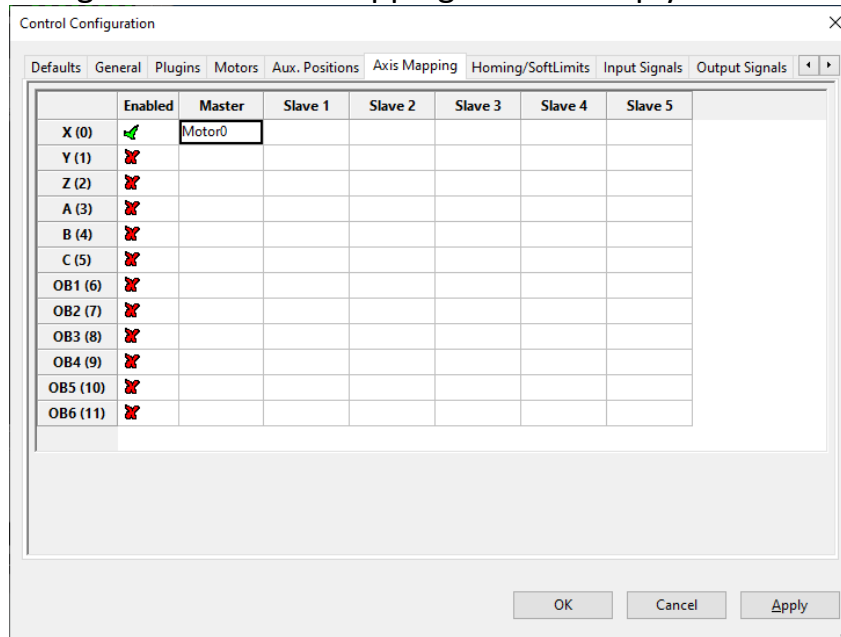 Control Configuration
Defaults General Plugins Motors Aux. Positions Axis Mapping Homing/SoftLimits Input Signals Output Signals
Enabled Master Slave 1 Slave 2 Slave 3 Slave 4 Slave 5
X (0) Motor0
Y (1)
Z (2)
A (3)
B (4)
C (5)
OB1 (6)
OB2 (7)
OB3 (8)
OB4 (9)
OB5 (10)
OB6 (11)
OK Cancel Apply